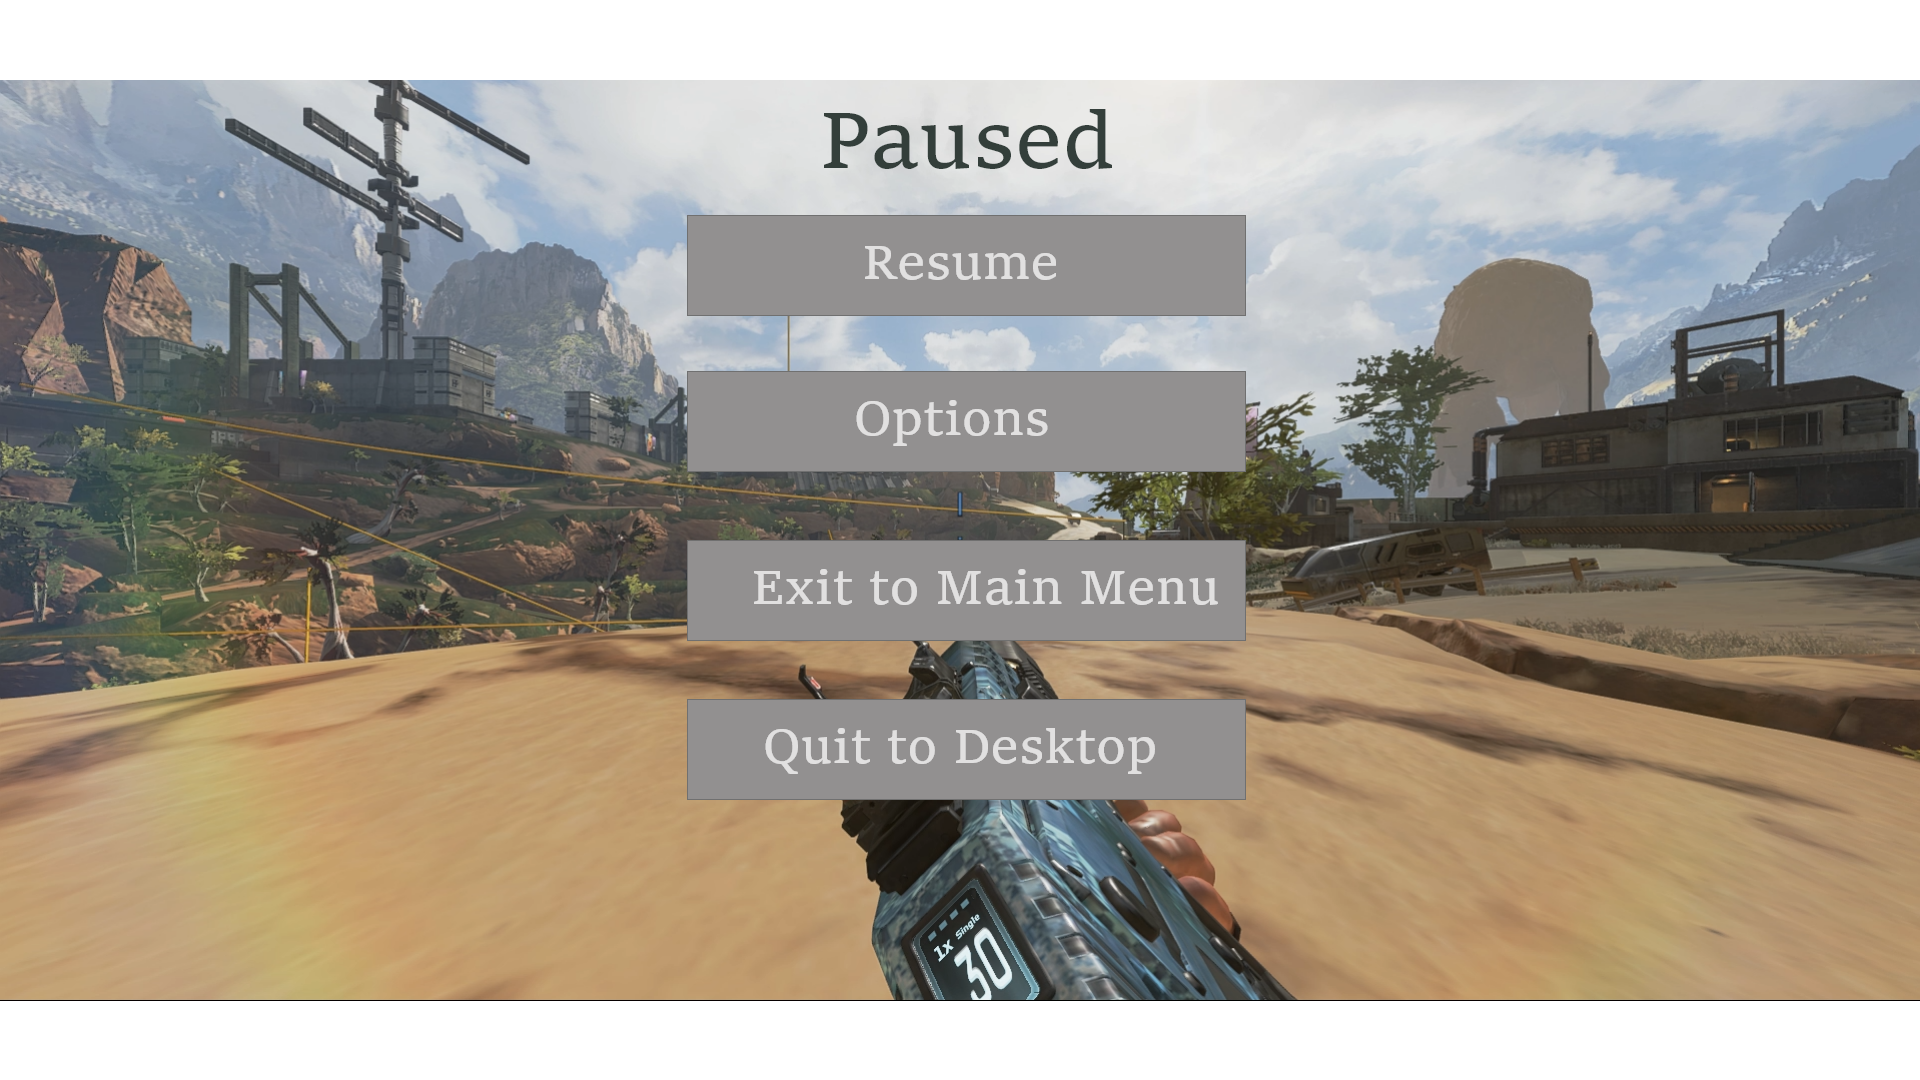 Paused
Resume
Options
Exit to Main Menu
Quit to Desktop
1x Single
30